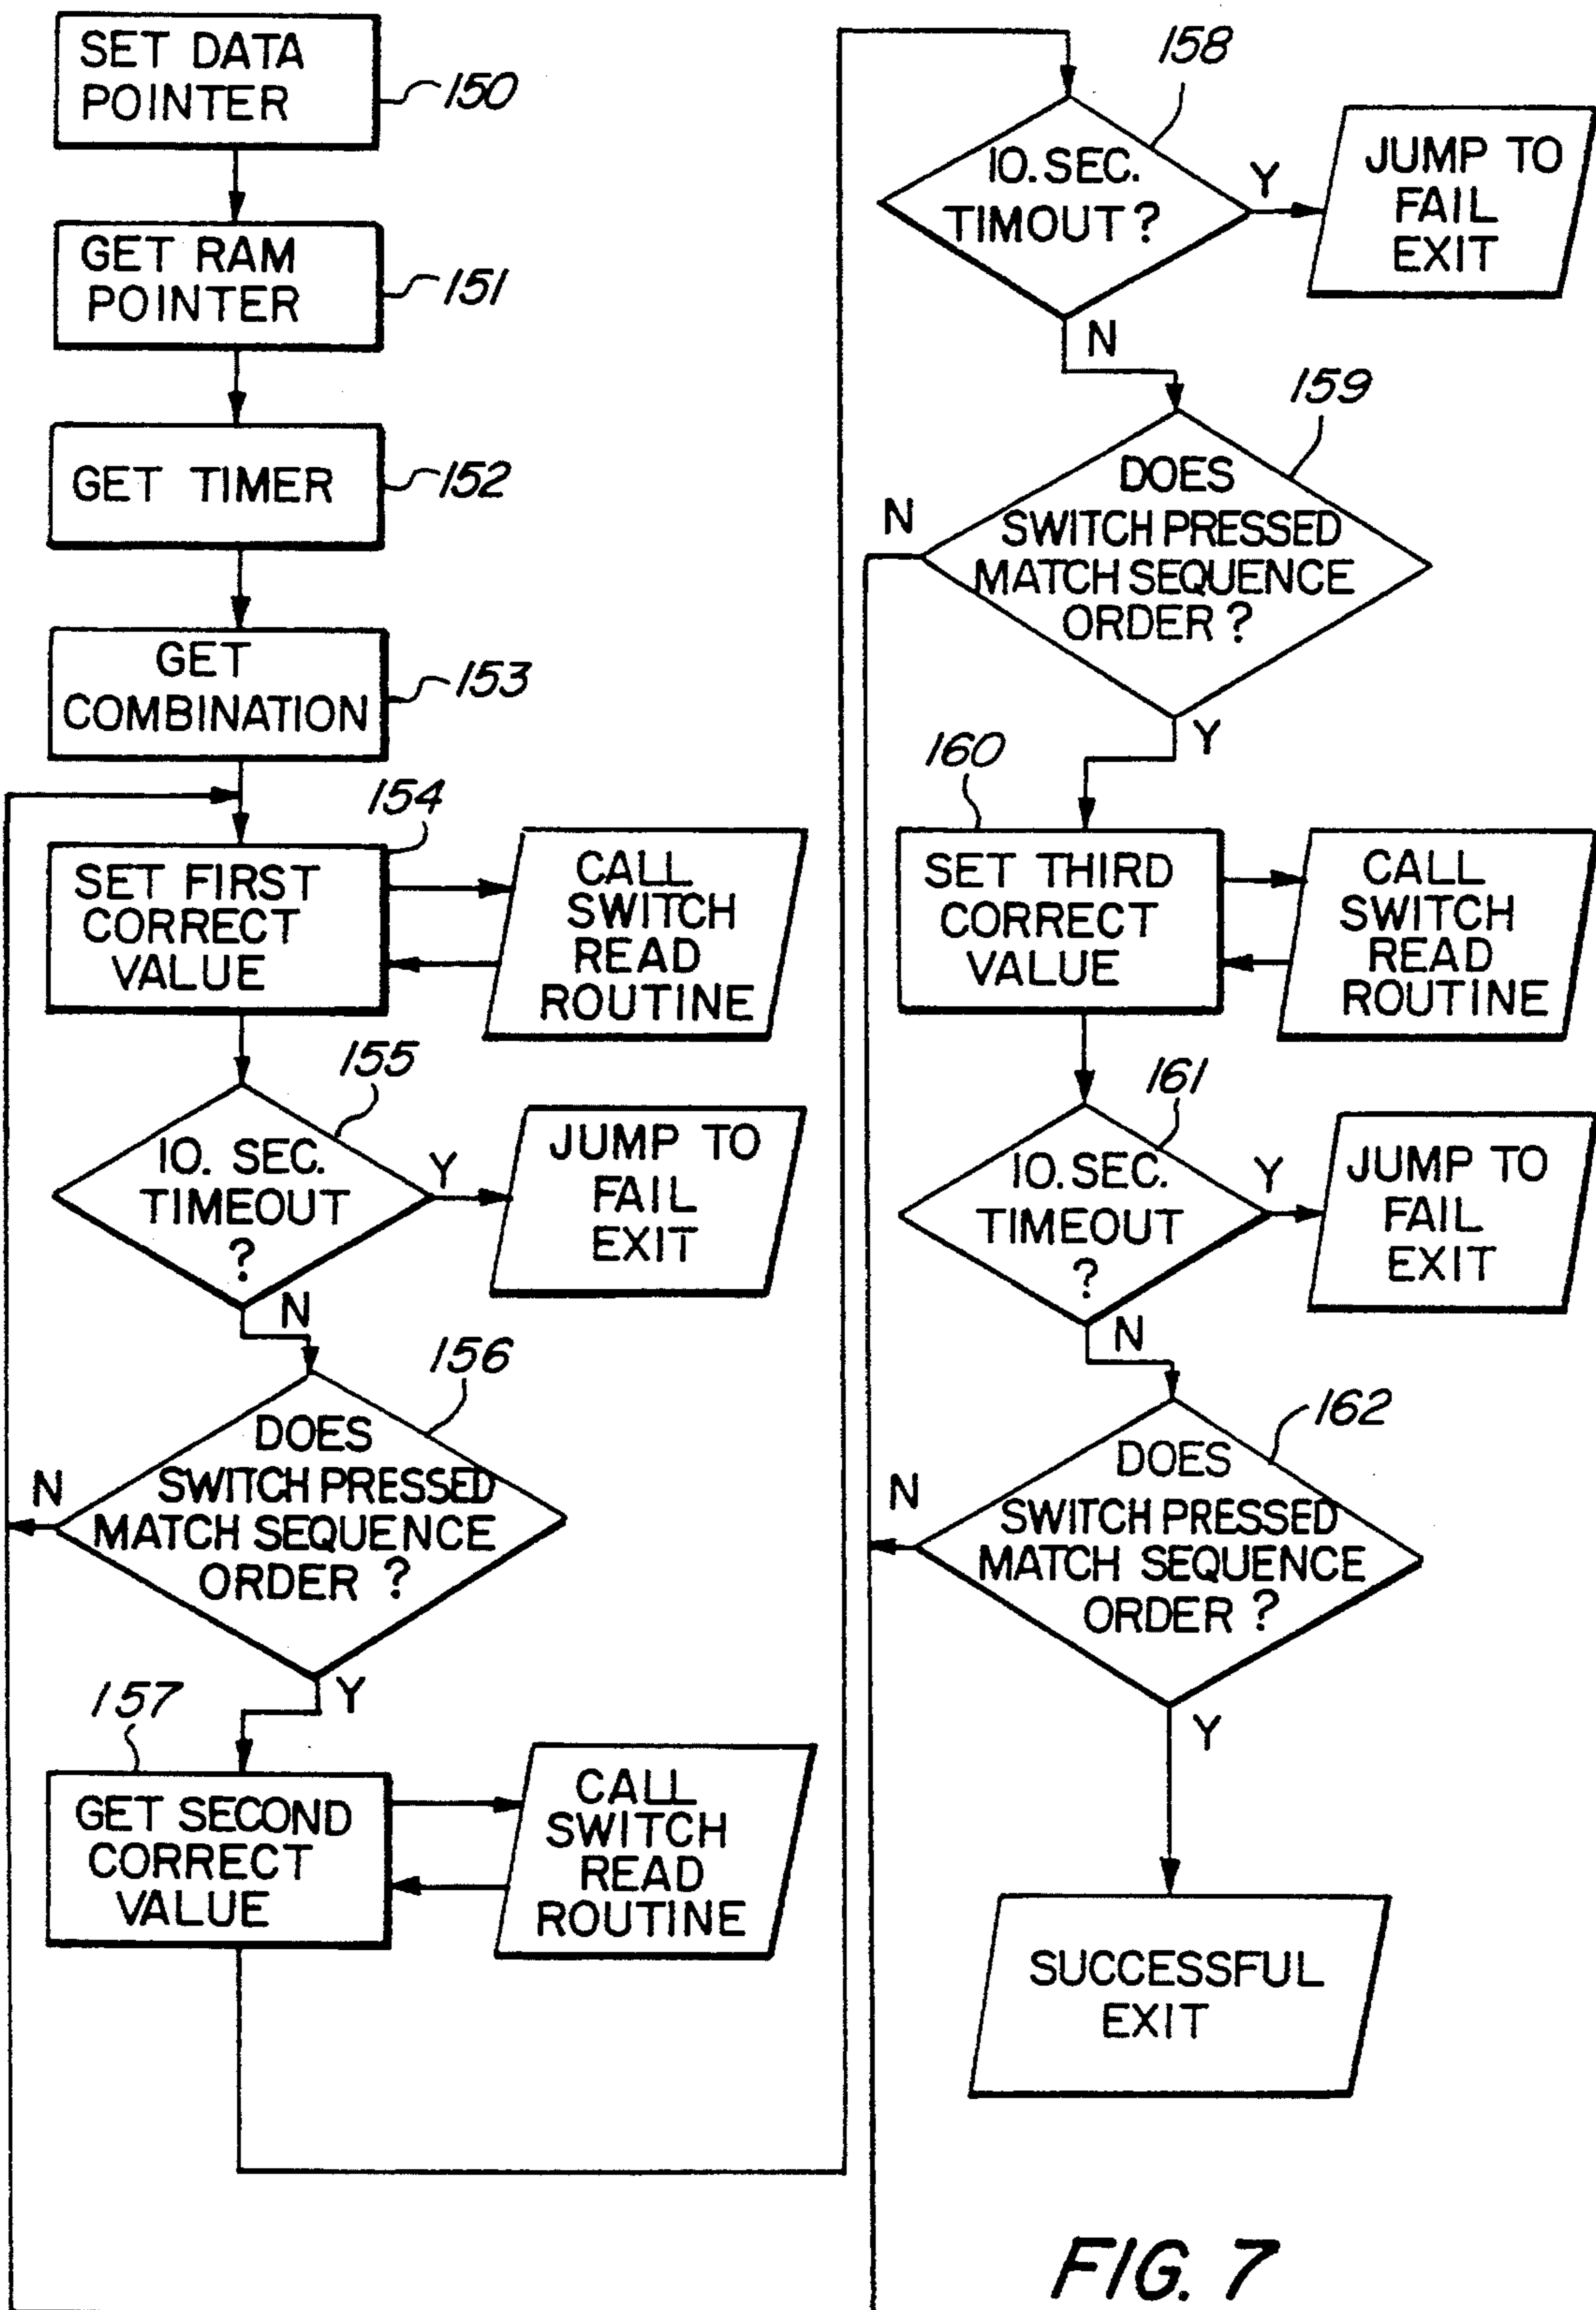 SET DATA
POINTER
150
GET RAM
POINTER
151
GET TIMER
152
GET
COMBINATION
153
154
SET FIRST
CORRECT
VALUE
CALL
SWITCH
READ
ROUTINE
155
10. SEC.
TIMEOUT
?
Y
JUMP TO
FAIL
EXIT
N
156
DOES
SWITCH PRESSED
MATCH SEQUENCE
ORDER ?
N
Y
157
GET SECOND
CORRECT
VALUE
CALL
SWITCH
READ
ROUTINE
158
10. SEC.
TIMOUT ?
Y
JUMP TO
FAIL
EXIT
N
159
DOES
SWITCH PRESSED
MATCH SEQUENCE
ORDER ?
N
Y
160
SET THIRD
CORRECT
VALUE
CALL
SWITCH
READ
ROUTINE
161
10. SEC.
TIMEOUT
?
Y
JUMP TO
FAIL
EXIT
N
162
DOES
SWITCH PRESSED
MATCH SEQUENCE
ORDER ?
N
Y
SUCCESSFUL
EXIT
FIG. 7